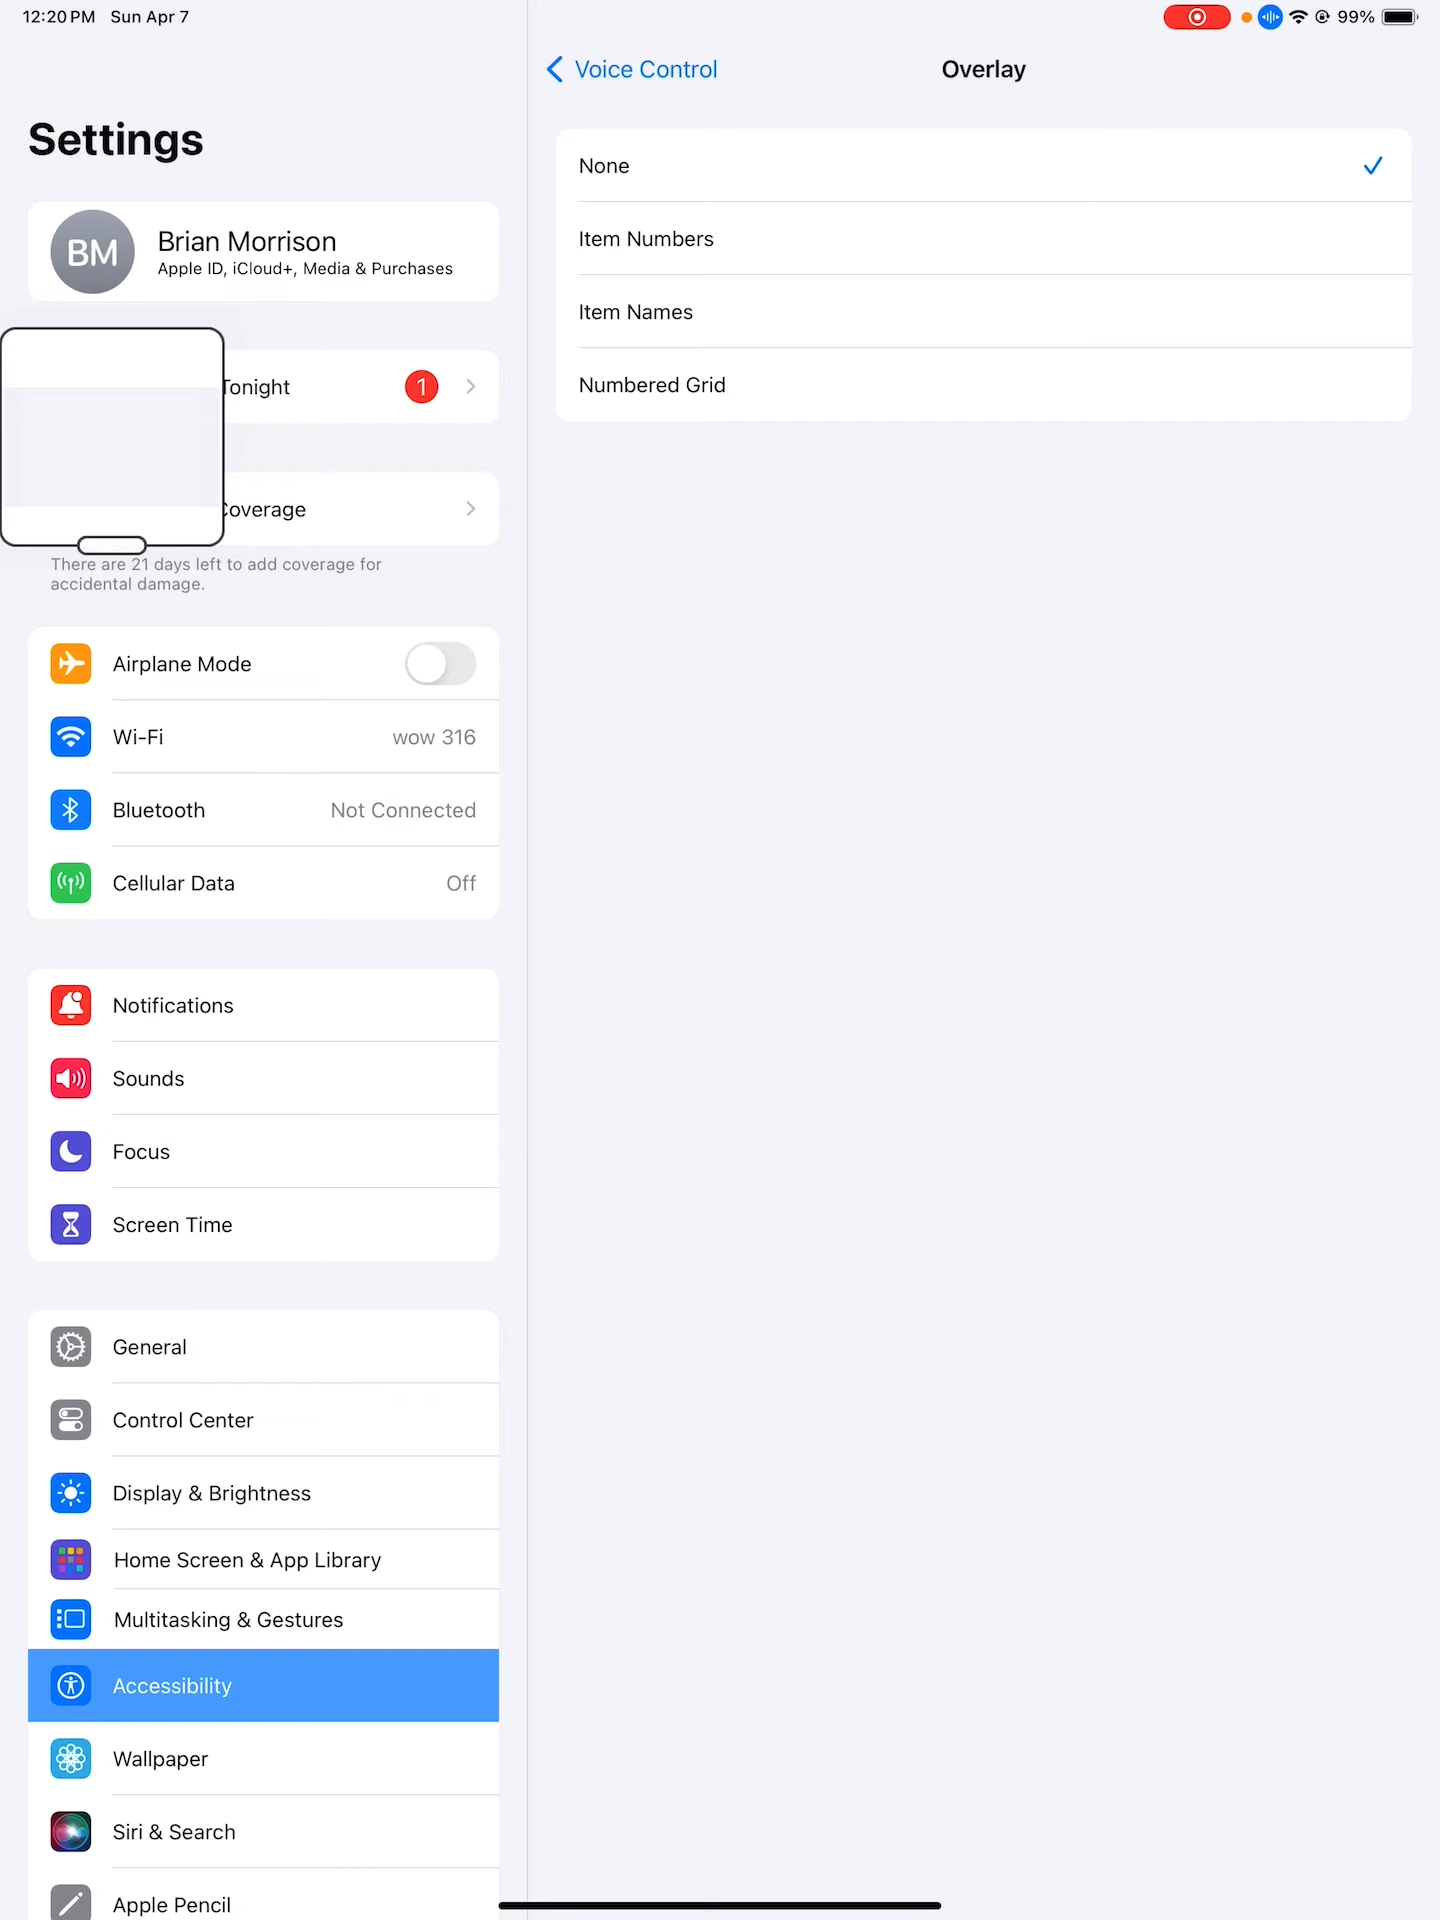 12:20 PM Sun Apr 7
99%
Settings
BM
Brian Morrison
Apple ID, iCloud+, Media & Purchases
Tonight
1
Coverage
There are 21 days left to add coverage for
accidental damage.
Airplane Mode
Wi-Fi
wow 316
Bluetooth
Not Connected
Cellular Data
Off
Notifications
Sounds
Focus
Screen Time
General
Control Center
Display & Brightness
Home Screen & App Library
Multitasking & Gestures
Accessibility
Wallpaper
Siri & Search
Apple Pencil
Voice Control
Overlay
None
Item Numbers
Item Names
Numbered Grid